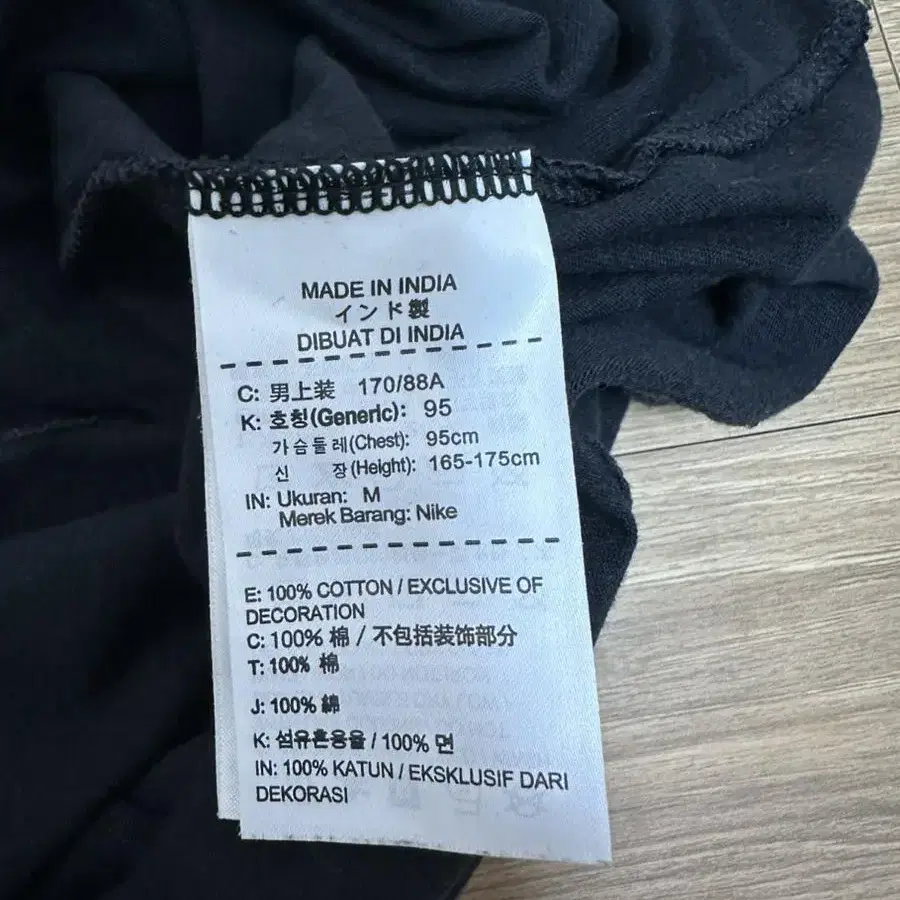 MADE IN INDIA
インド製
DIBUAT DI INDIA
C: 男上装 170/88A
K: 호칭(Generic): 95
가슴둘레(Chest): 95cm
신 장(Height): 165-175cm
IN: Ukuran: M
Merek Barang: Nike
E: 100% COTTON / EXCLUSIVE OF
DECORATION
C: 100% 棉 / 不包括装饰部分
T: 100% 棉
J: 100% 綿
K: 섬유혼용율 / 100% 면
IN: 100% KATUN / EKSKLUSIF DARI
DEKORASI